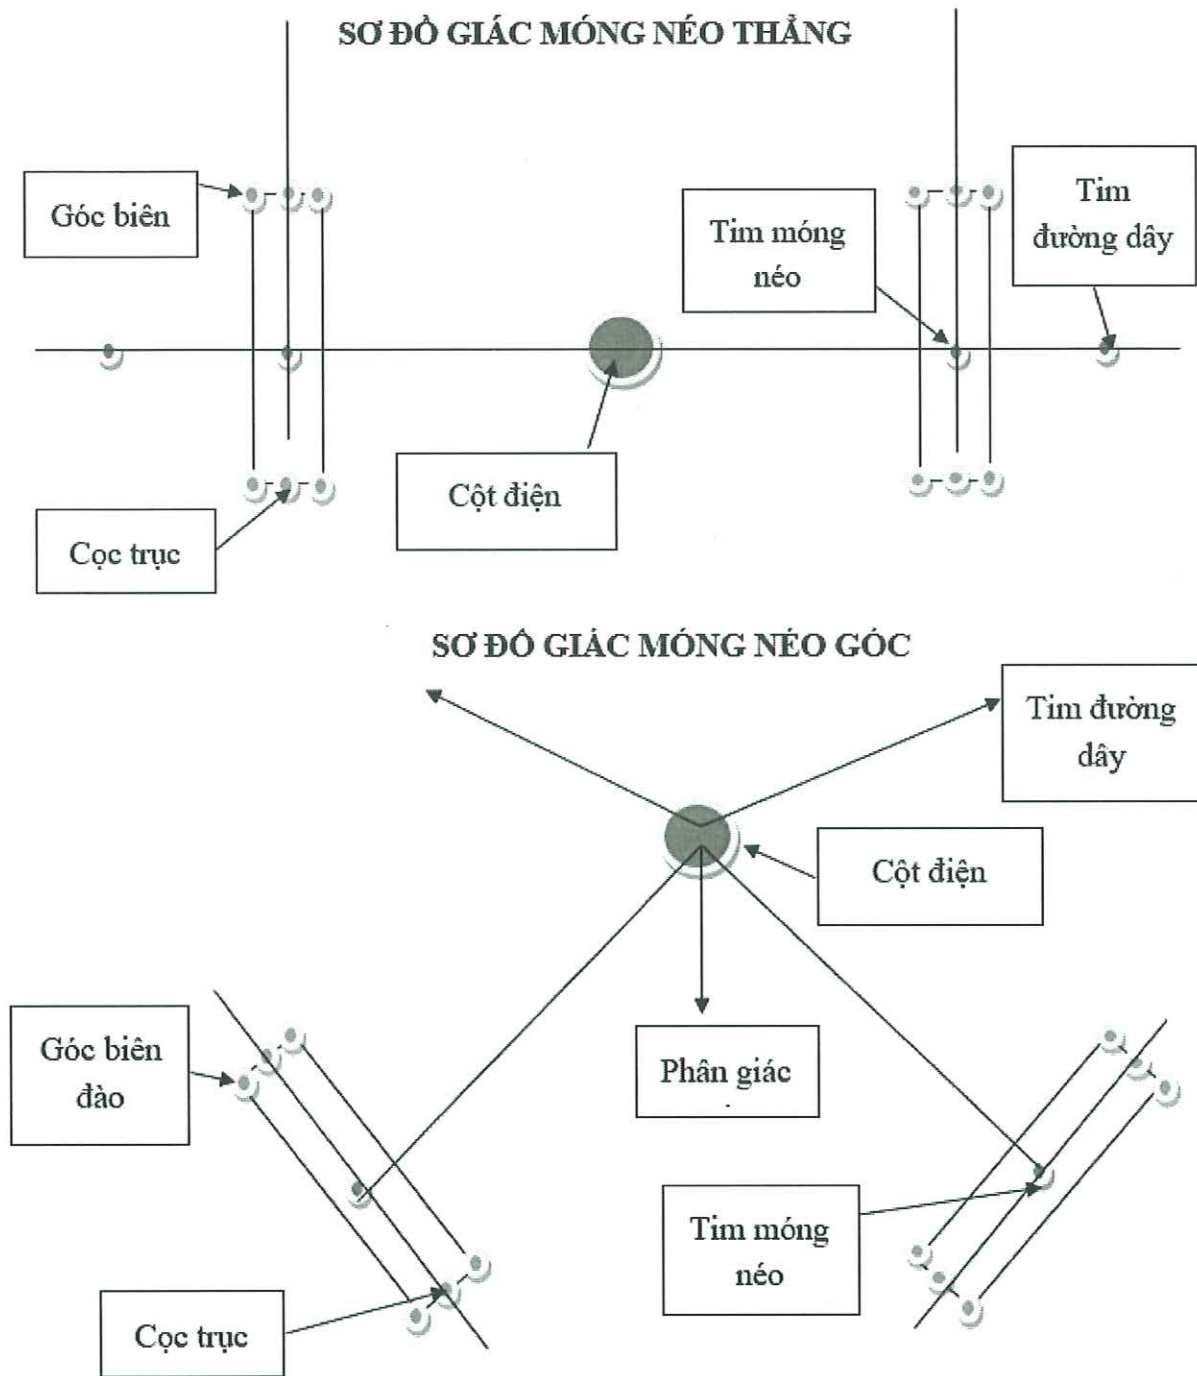 SƠ ĐỒ GIÁC MÓNG NÉO THẲNG
Góc biên
Tim móng
néo
Tim
đường dây
Cột điện
Cọc trục
SƠ ĐỒ GIÁC MÓNG NÉO GÓC
Tim đường
dây
Cột điện
Góc biên
đào
Phân giác
Tim móng
néo
Cọc trục